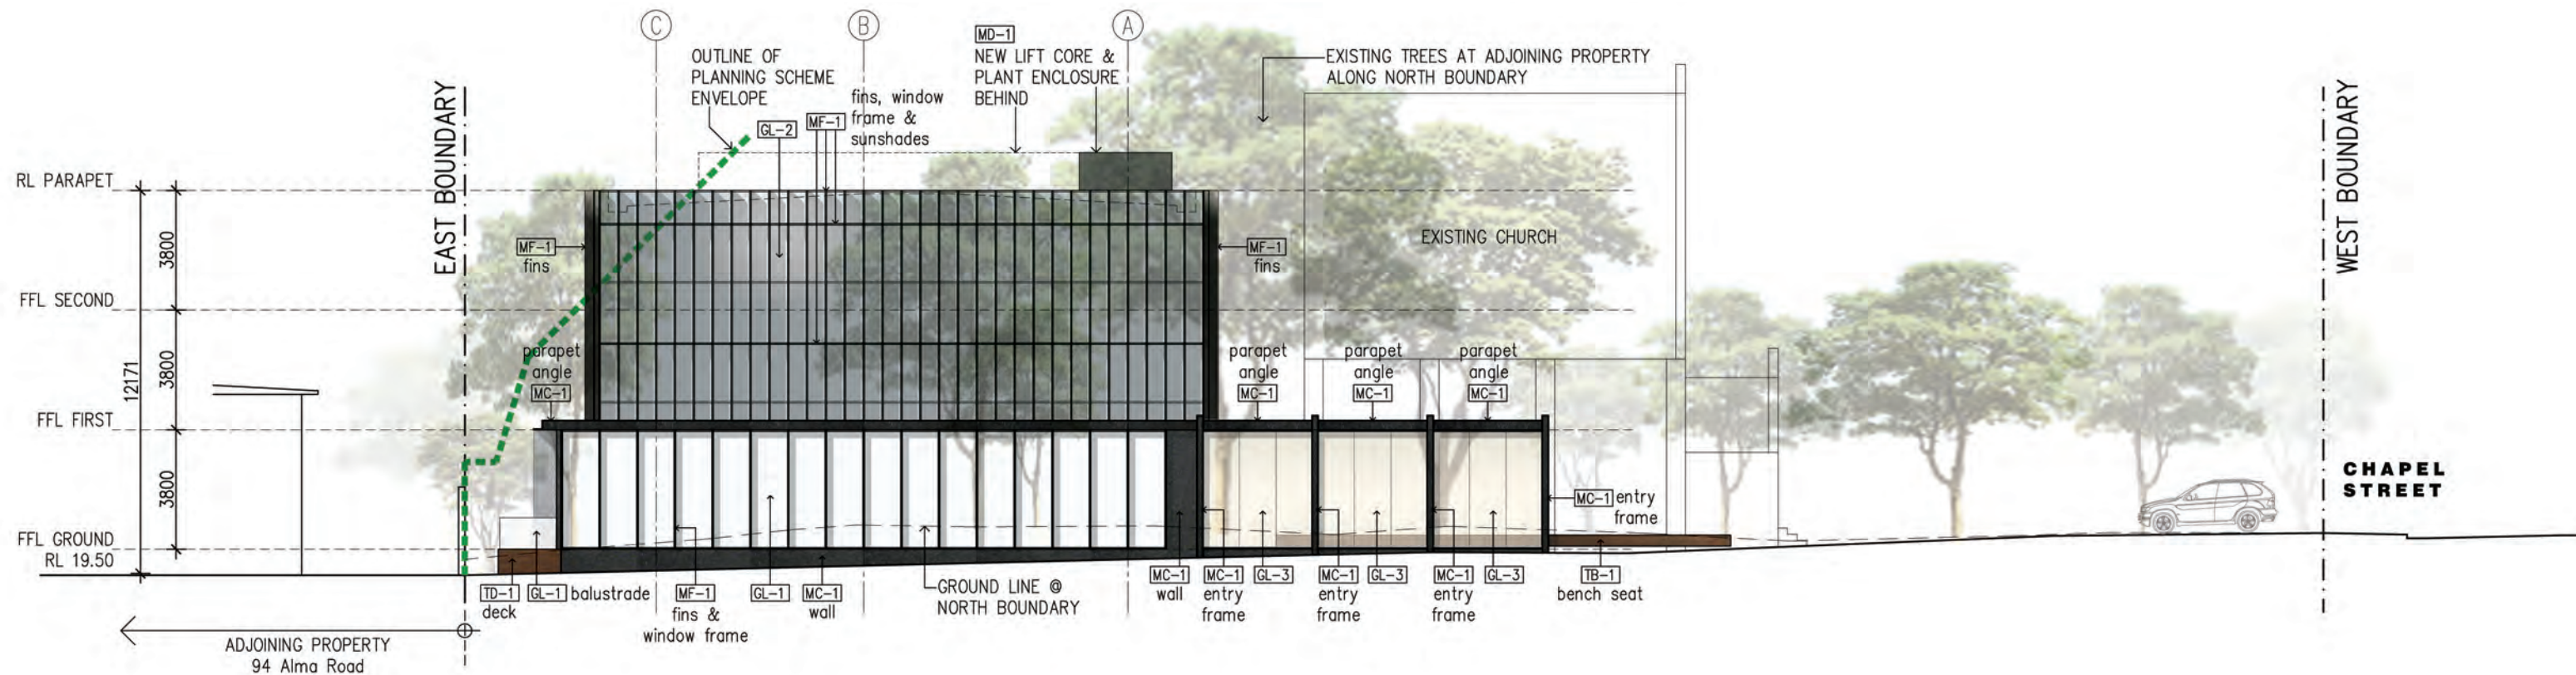 C
B
A
OUTLINE OF
PLANNING SCHEME
ENVELOPE
GL-2
MF-1
fins, window
frame &
sunshades
MD-1
NEW LIFT CORE &
PLANT ENCLOSURE
BEHIND
EXISTING TREES AT ADJOINING PROPERTY
ALONG NORTH BOUNDARY
EAST BOUNDARY
WEST BOUNDARY
RL PARAPET
3800
MF-1
fins
MF-1
fins
EXISTING CHURCH
FFL SECOND
12171
3800
parapet
angle
MC-1
parapet
angle
MC-1
parapet
angle
MC-1
parapet
angle
MC-1
FFL FIRST
3800
CHAPEL
STREET
MC-1 entry
frame
FFL GROUND
RL 19.50
TD-1
deck
GL-1 balustrade
MF-1
fins &
window frame
GL-1
MC-1
wall
GROUND LINE @
NORTH BOUNDARY
MC-1
wall
MC-1
entry
frame
GL-3
MC-1
entry
frame
GL-3
MC-1
entry
frame
GL-3
TB-1
bench seat
ADJOINING PROPERTY
94 Alma Road